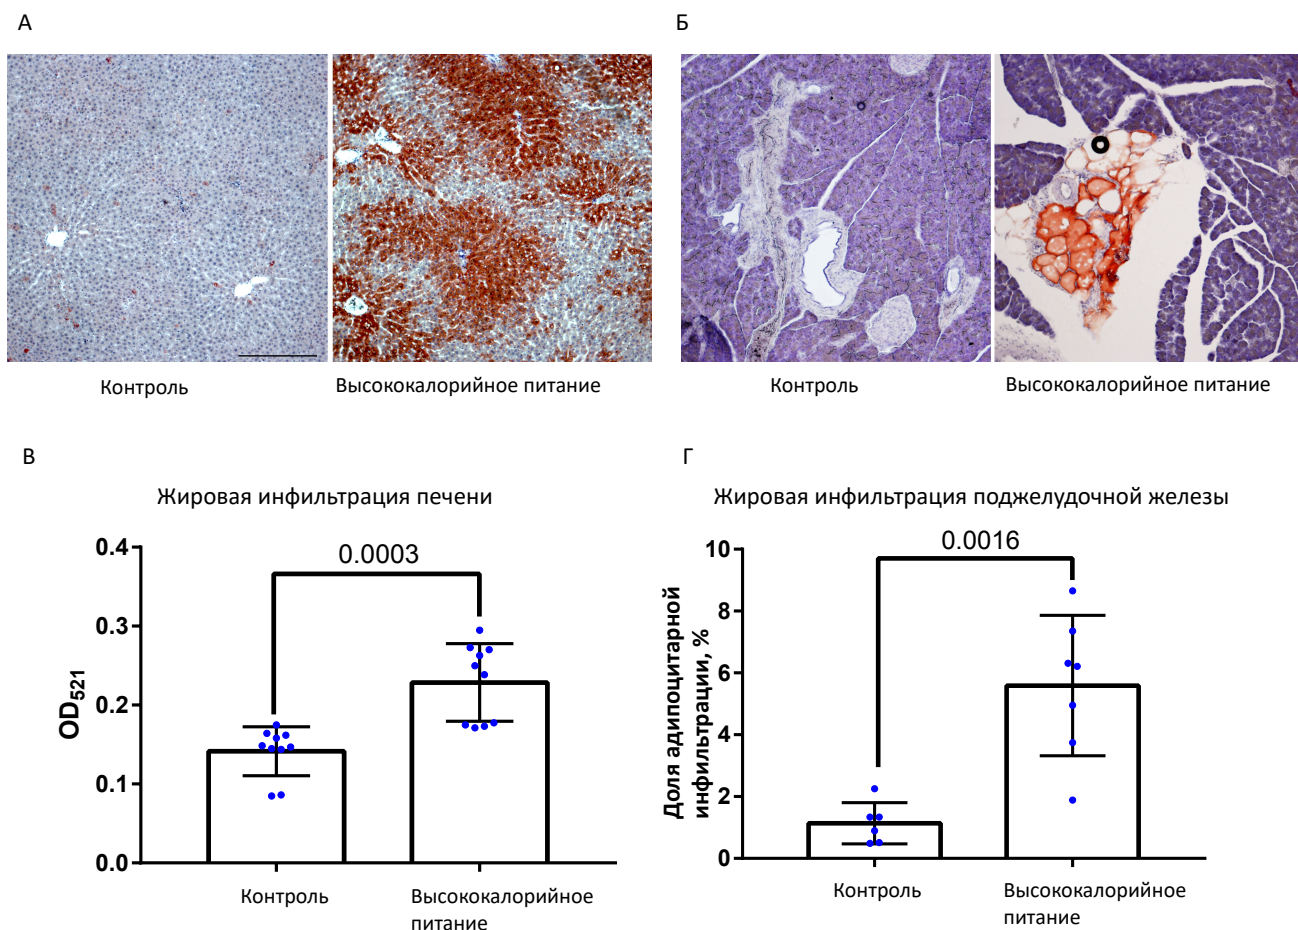 А
Б
Контроль
Высококалорийное питание
Контроль
Высококалорийное питание
В
Г
Жировая инфильтрация печени
Жировая инфильтрация поджелудочной железы
0.4
0.3
0.2
0.1
0.0
OD521
0.0003
Контроль
Высококалорийное
питание
10
8
6
4
2
0
Доля адипоцитарной
инфильтрации, %
0.0016
Контроль
Высококалорийное
питание